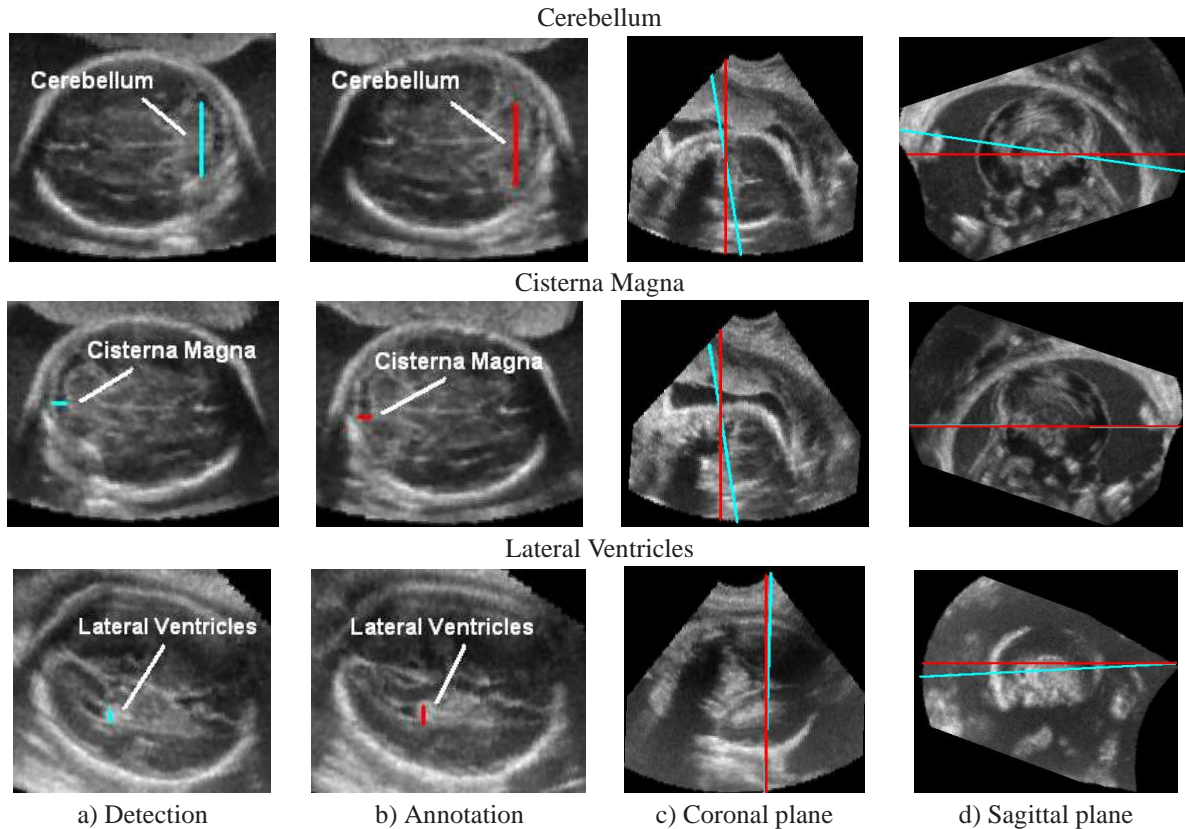 Cerebellum
Cerebellum
Cerebellum
Cisterna Magna
Cisterna Magna
Cisterna Magna
Lateral Ventricles
Lateral Ventricles
Lateral Ventricles
a) Detection
b) Annotation
c) Coronal plane
d) Sagittal plane